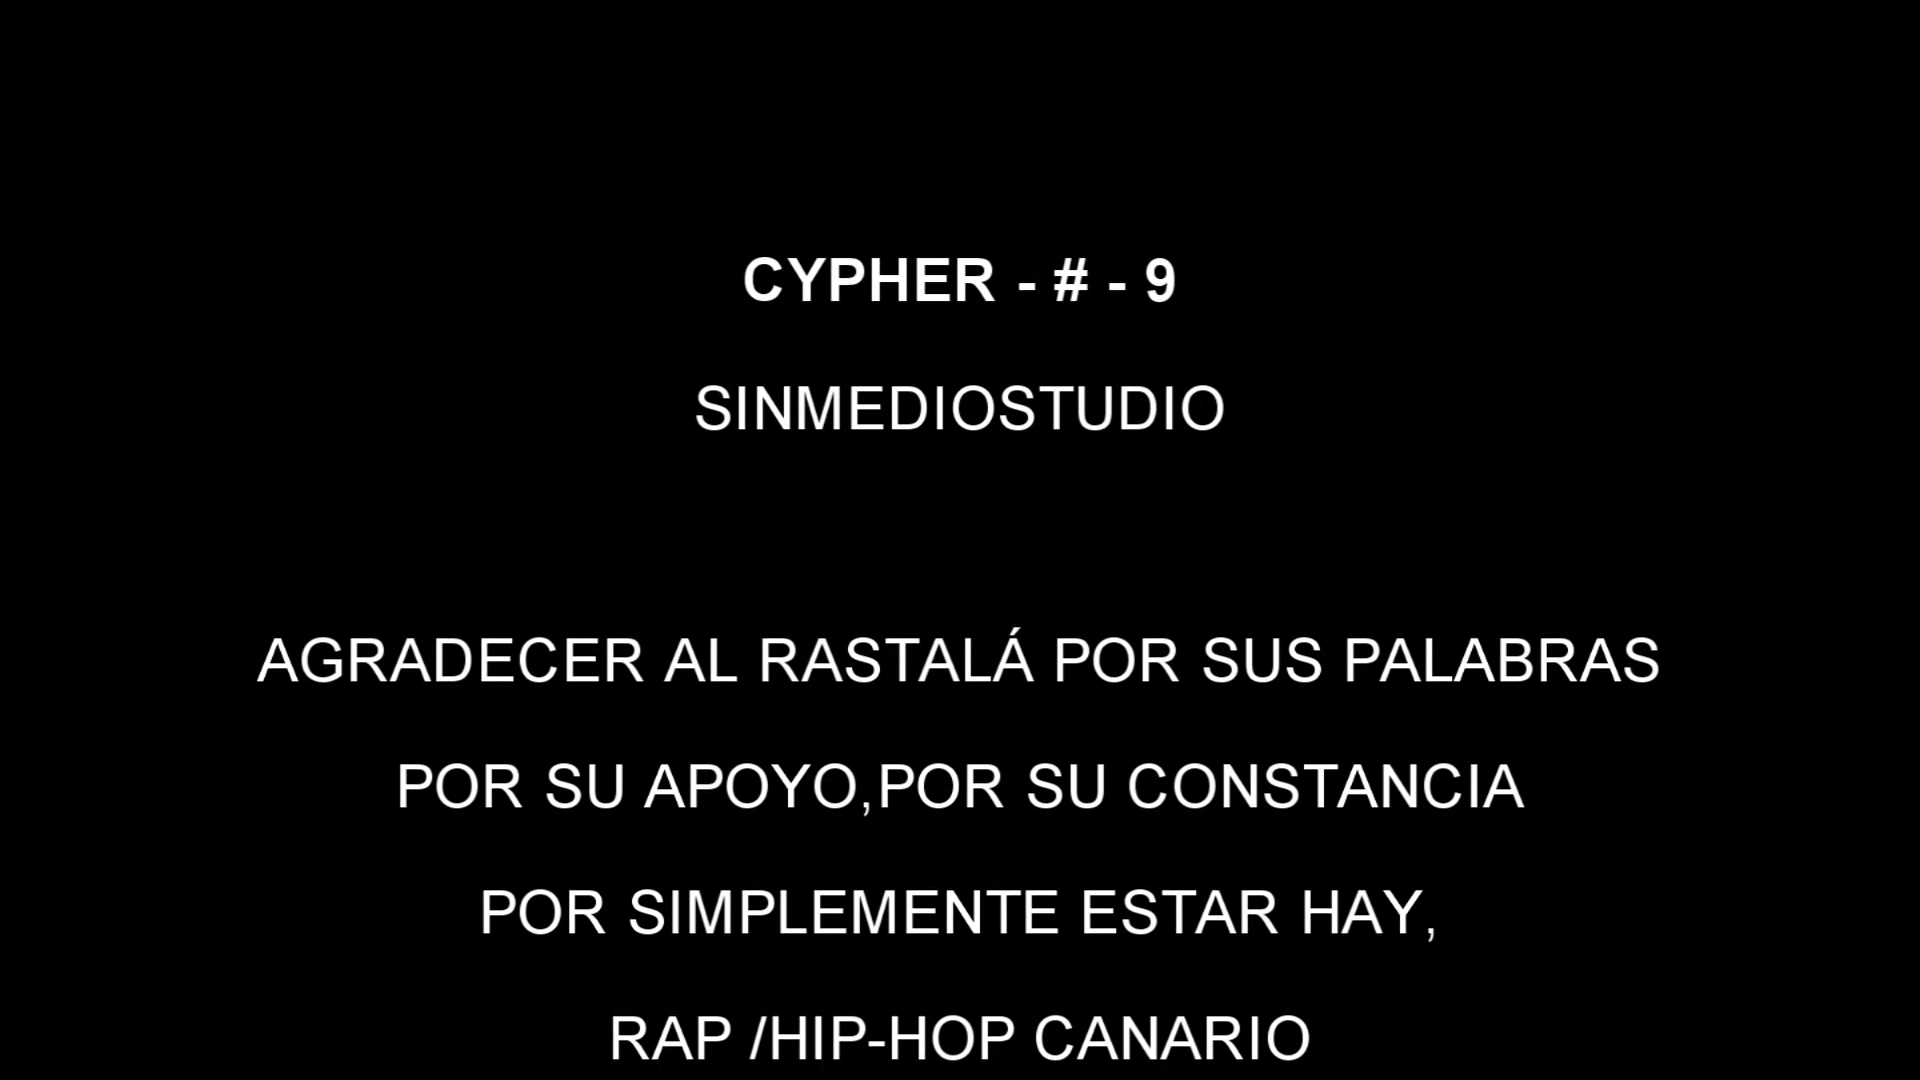 CYPHER - # - 9
SINMEDIOSTUDIO
AGRADECER AL RASTALÁ POR SUS PALABRAS
POR SU APOYO,POR SU CONSTANCIA
POR SIMPLEMENTE ESTAR HAY,
RAP /HIP-HOP CANARIO